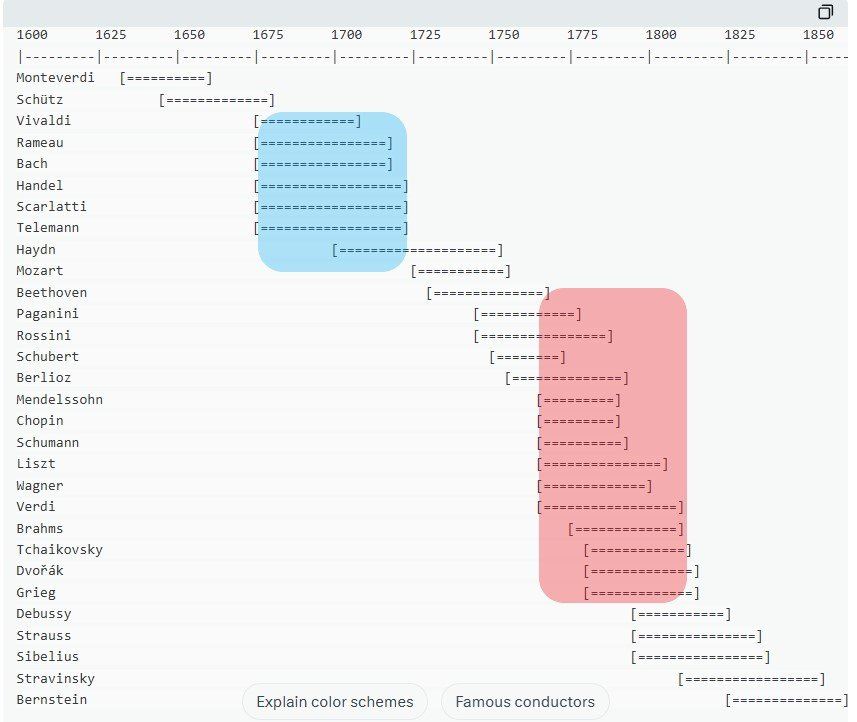 1600 1625 1650 1675 1700 1725 1750 1775 1800 1825 1850
|---------|---------|---------|---------|---------|---------|---------|---------|---------|---------|-----
Monteverdi [==========]
Schütz [=============]
Vivaldi [============]
Rameau [================]
Bach [================]
Handel [==================]
Scarlatti [==================]
Telemann [==================]
Haydn [====================]
Mozart [===========]
Beethoven [==============]
Paganini [============]
Rossini [================]
Schubert [========]
Berlioz [==============]
Mendelssohn [=========]
Chopin [=========]
Schumann [==========]
Liszt [===============]
Wagner [=============]
Verdi [=================]
Brahms [=============]
Tchaikovsky [============]
Dvořák [=============]
Grieg [=============]
Debussy [===========]
Strauss [===============]
Sibelius [================]
Stravinsky [=================]
Bernstein [==============]
Explain color schemes Famous conductors